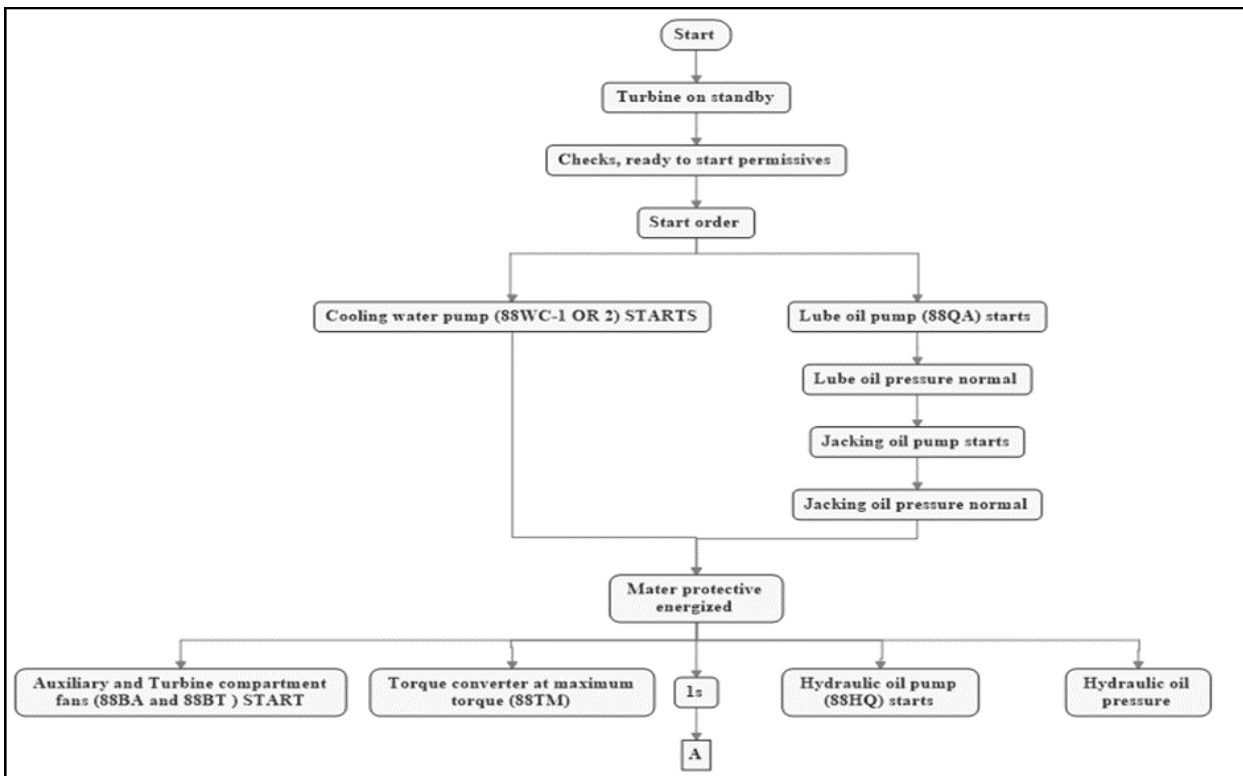 Start
Turbine on standby
Checks, ready to start permissives
Start order
Cooling water pump (88WC-1 OR 2) STARTS
Lube oil pump (88QA) starts
Lube oil pressure normal
Jacking oil pump starts
Jacking oil pressure normal
Mater protective
energized
Auxiliary and Turbine compartment
fans (88BA and 88BT ) START
Torque converter at maximum
torque (88TM)
1s
Hydraulic oil pump
(88HQ) starts
Hydraulic oil
pressure
A